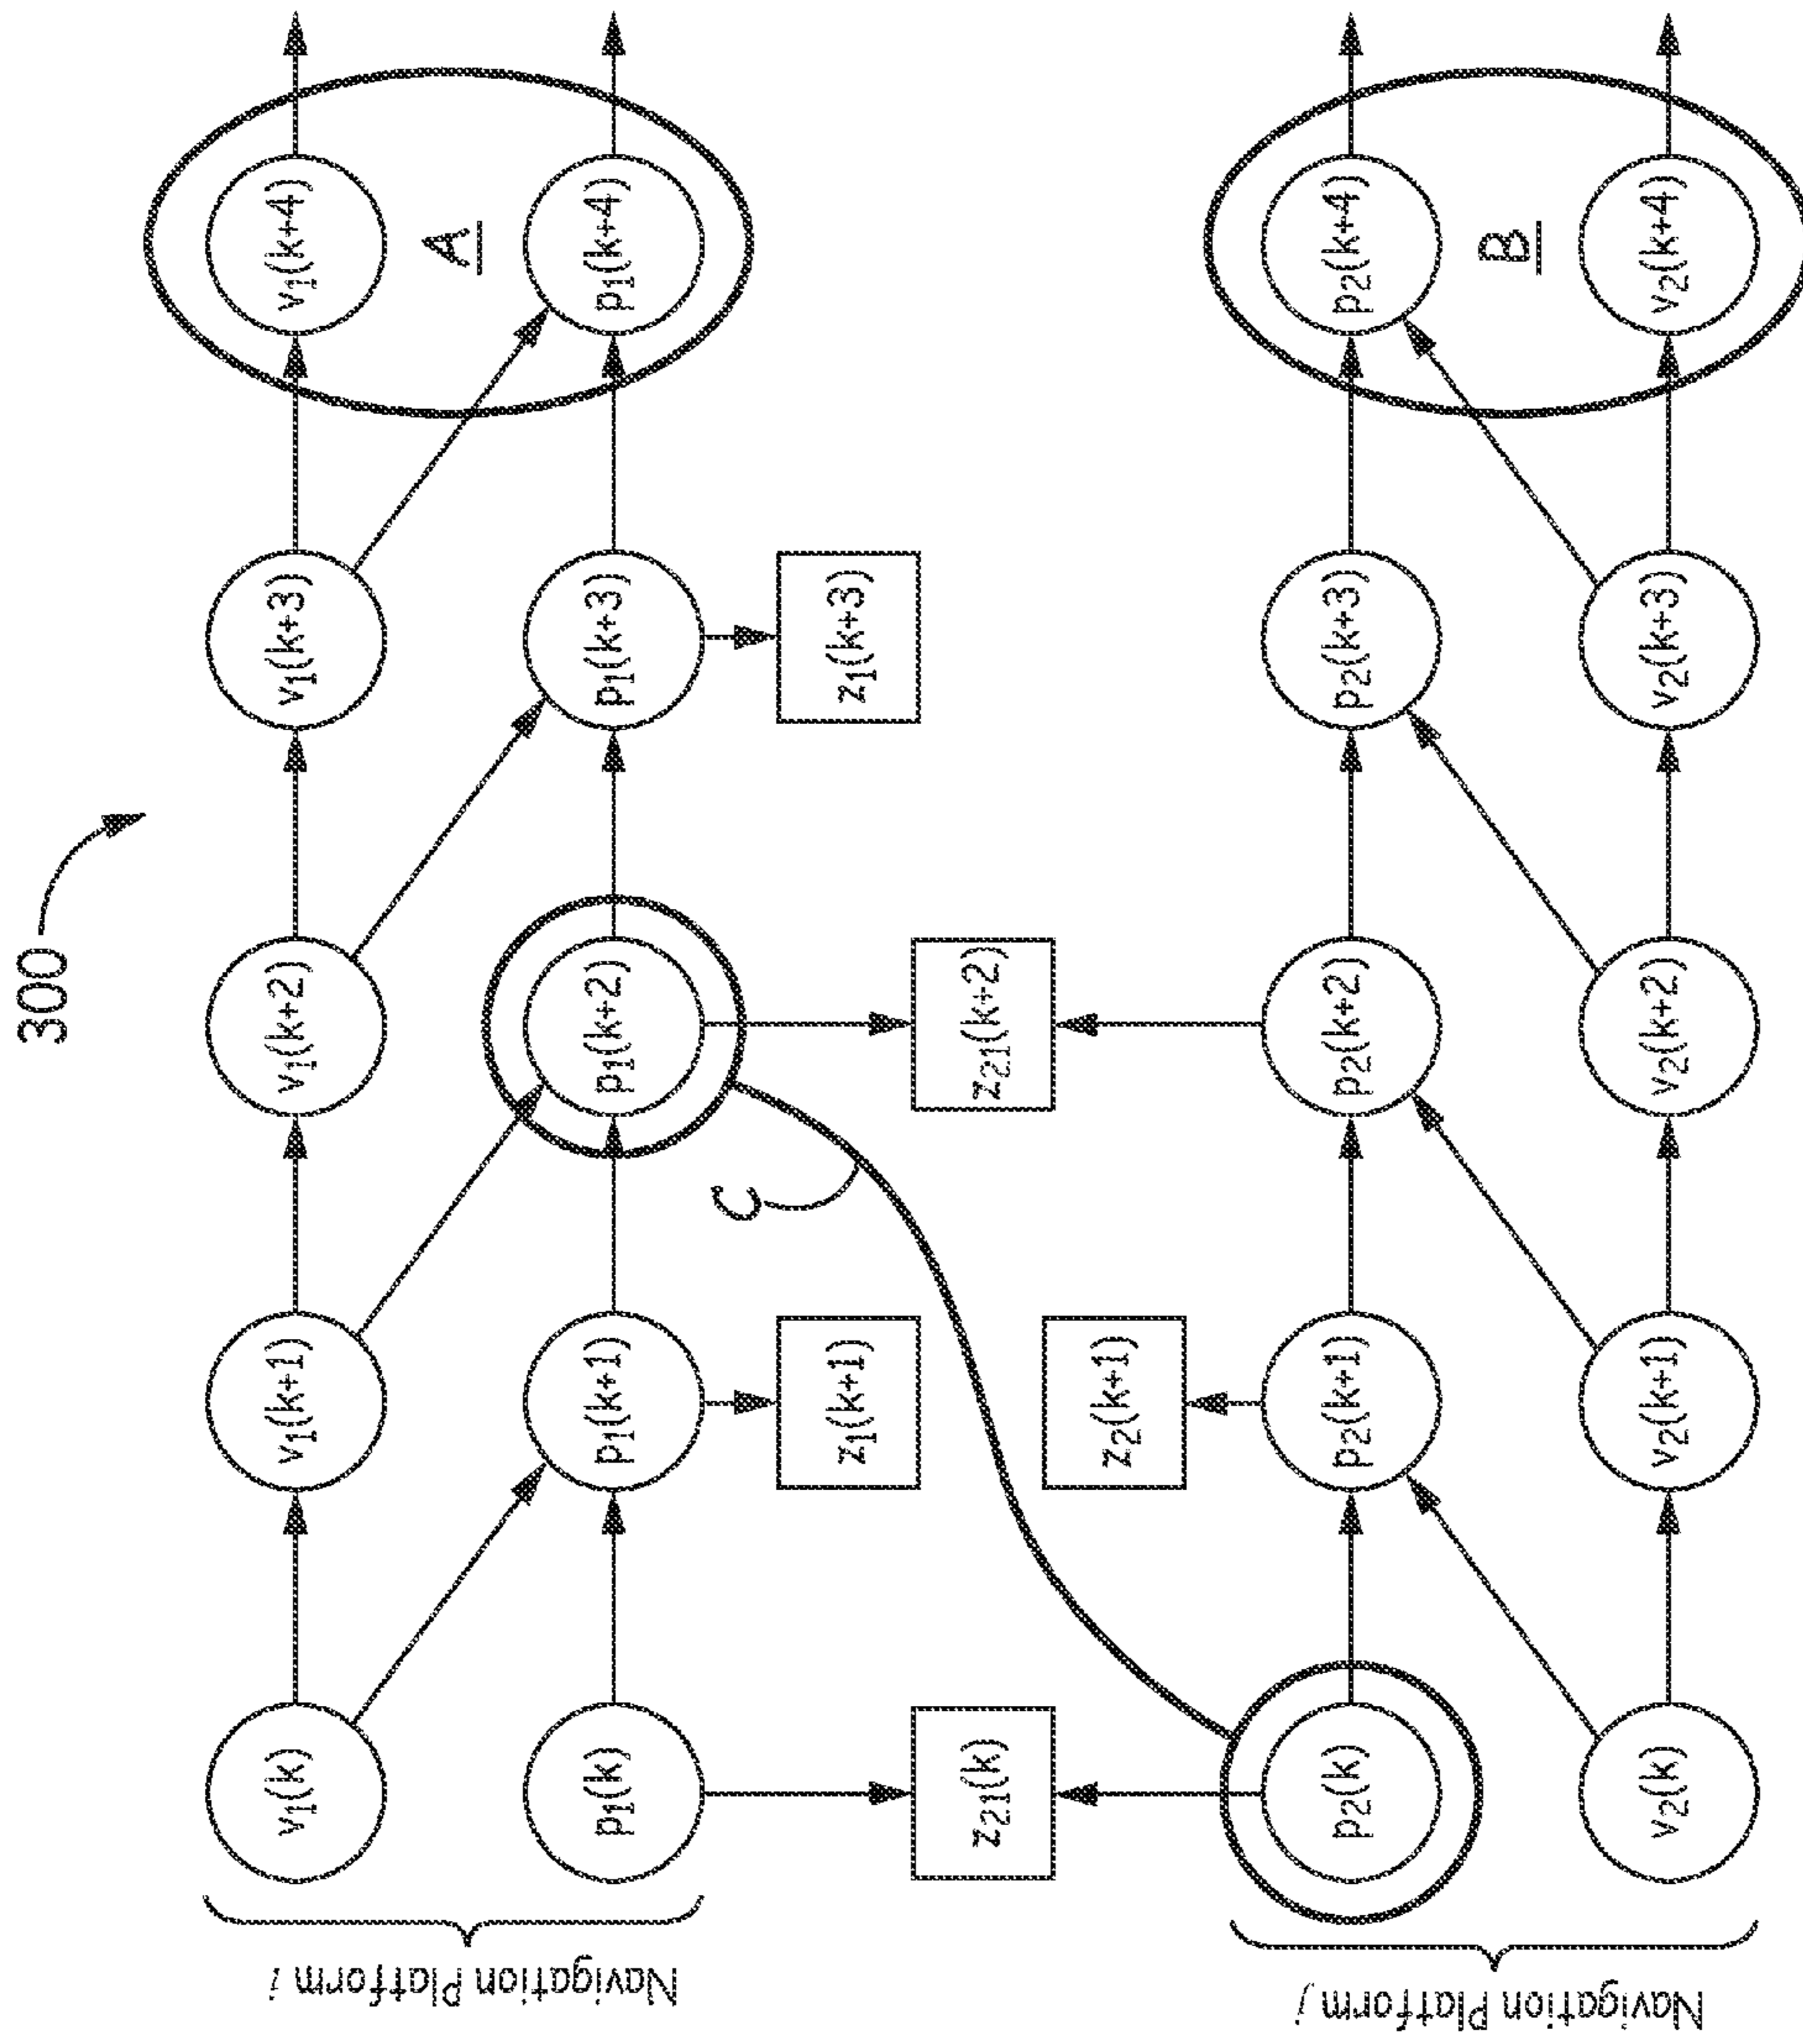 300
Navigation Platform i
v₁(k)
v₁(k+1)
v₁(k+2)
v₁(k+3)
v₁(k+4)
A
p₁(k)
p₁(k+1)
p₁(k+2)
p₁(k+3)
p₁(k+4)
z₁(k+1)
z₁(k+3)
C
z₂₁(k)
z₂₁(k+2)
z₂(k+1)
Navigation Platform j
p₂(k)
p₂(k+1)
p₂(k+2)
p₂(k+3)
p₂(k+4)
B
v₂(k)
v₂(k+1)
v₂(k+2)
v₂(k+3)
v₂(k+4)